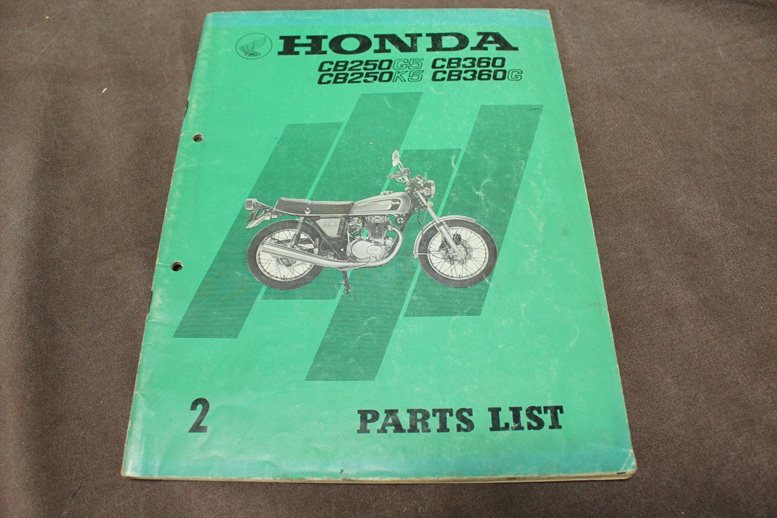 HONDA
CB250G5 CB360
CB250K5 CB360G
2 PARTS LIST